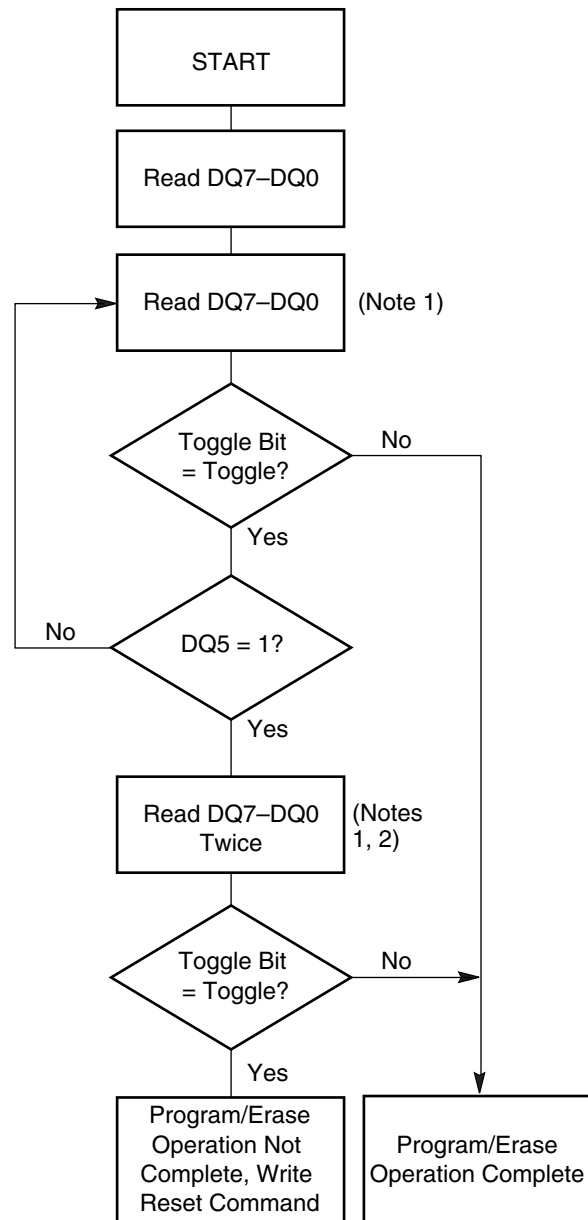 START
Read DQ7–DQ0
Read DQ7–DQ0
(Note 1)
Toggle Bit
= Toggle?
No
Yes
DQ5 = 1?
No
Yes
Read DQ7–DQ0
Twice
(Notes
1, 2)
Toggle Bit
= Toggle?
No
Yes
Program/Erase
Operation Not
Complete, Write
Reset Command
Program/Erase
Operation Complete